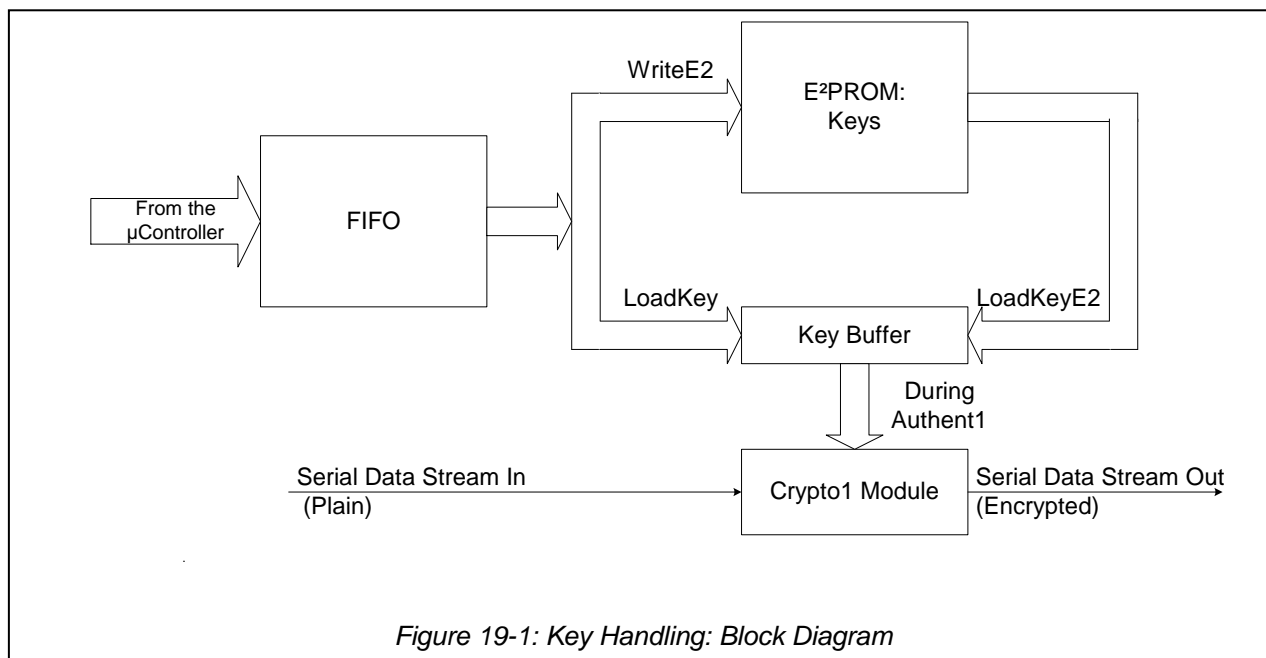 WriteE2
E²PROM:
Keys
From the
µController
FIFO
LoadKey
LoadKeyE2
Key Buffer
During
Authent1
Serial Data Stream In
(Plain)
Crypto1 Module
Serial Data Stream Out
(Encrypted)
Figure 19-1: Key Handling: Block Diagram